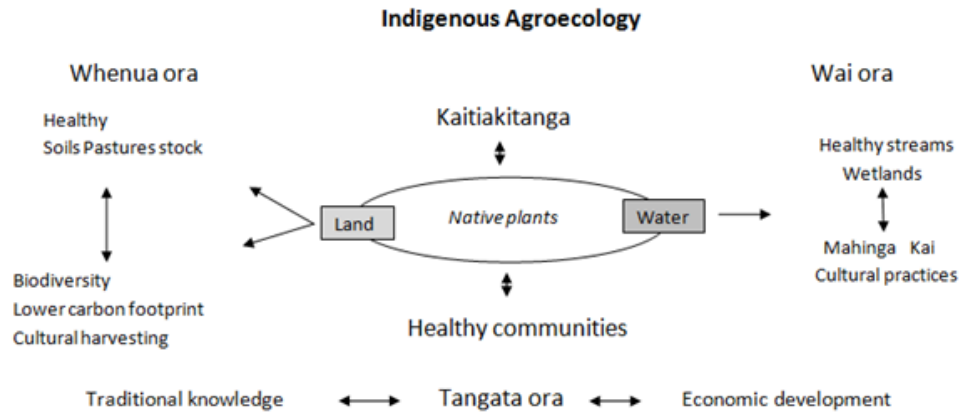 Indigenous Agroecology
Whenua ora
Wai ora
Healthy
Soils Pastures stock
Kaitiakitanga
Healthy streams
Wetlands
Land
Native plants
Water
Mahinga Kai
Cultural practices
Biodiversity
Lower carbon footprint
Cultural harvesting
Healthy communities
Traditional knowledge
Tangata ora
Economic development